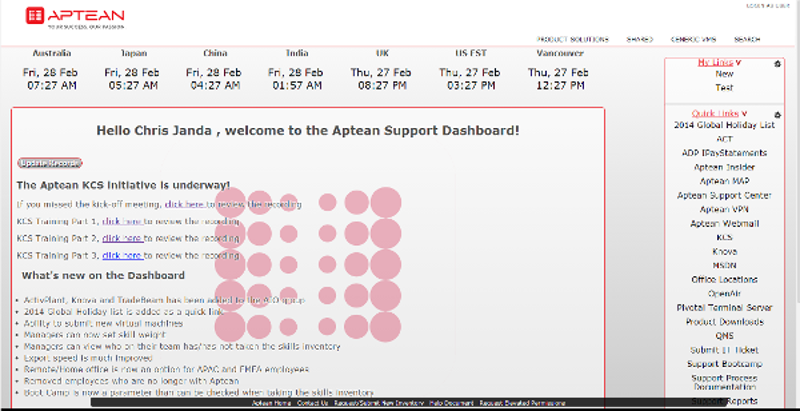 APTEAN
YOUR SUCCESS, OUR PASSION
PRODUCT SOLUTIONS SHARED GENERIC VMS SEARCH
Australia Japan China India UK US EST Vancouver
Fri, 28 Feb Fri, 28 Feb Fri, 28 Feb Fri, 28 Feb Thu, 27 Feb Thu, 27 Feb Thu, 27 Feb
07:27 AM 05:27 AM 04:27 AM 01:57 AM 08:27 PM 03:27 PM 12:27 PM
My Links V
New
Test
Hello Chris Janda , welcome to the Aptean Support Dashboard!
Update Records
The Aptean KCS initiative is underway!
If you missed the kick-off meeting, click here to review the recording
KCS Training Part 1, click here to review the recording
KCS Training Part 2, click here to review the recording
KCS Training Part 3, click here to review the recording
What's new on the Dashboard
• ActivPlant, Knova and TradeBeam has been added to the AtoOn group
• 2014 Global Holiday list is added as a quick link
• Ability to submit new virtual machines
• Managers can now set skill weight
• Managers can view who on their team has/has not taken the skills inventory
• Export speed is much improved
• Remote/Home office is now an option for APAC and EMEA employees
• Removed employees who are no longer with Aptean
• Boot Camp is now a parameter than can be checked when taking the skills inventory
Quick Links V
2014 Global Holiday List
ACT
ADP IPayStatements
Aptean Insider
Aptean MAP
Aptean Support Center
Aptean VPN
Aptean Webmail
KCS
Knova
MSDN
Office Locations
OpenAir
Pivotal Terminal Server
Product Downloads
QMS
Submit IT Ticket
Support Bootcamp
Support Process
Documentation
Support Reports
Aptean Home Contact Us Request/Submit New Inventory Help Document Request Elevated Permissions